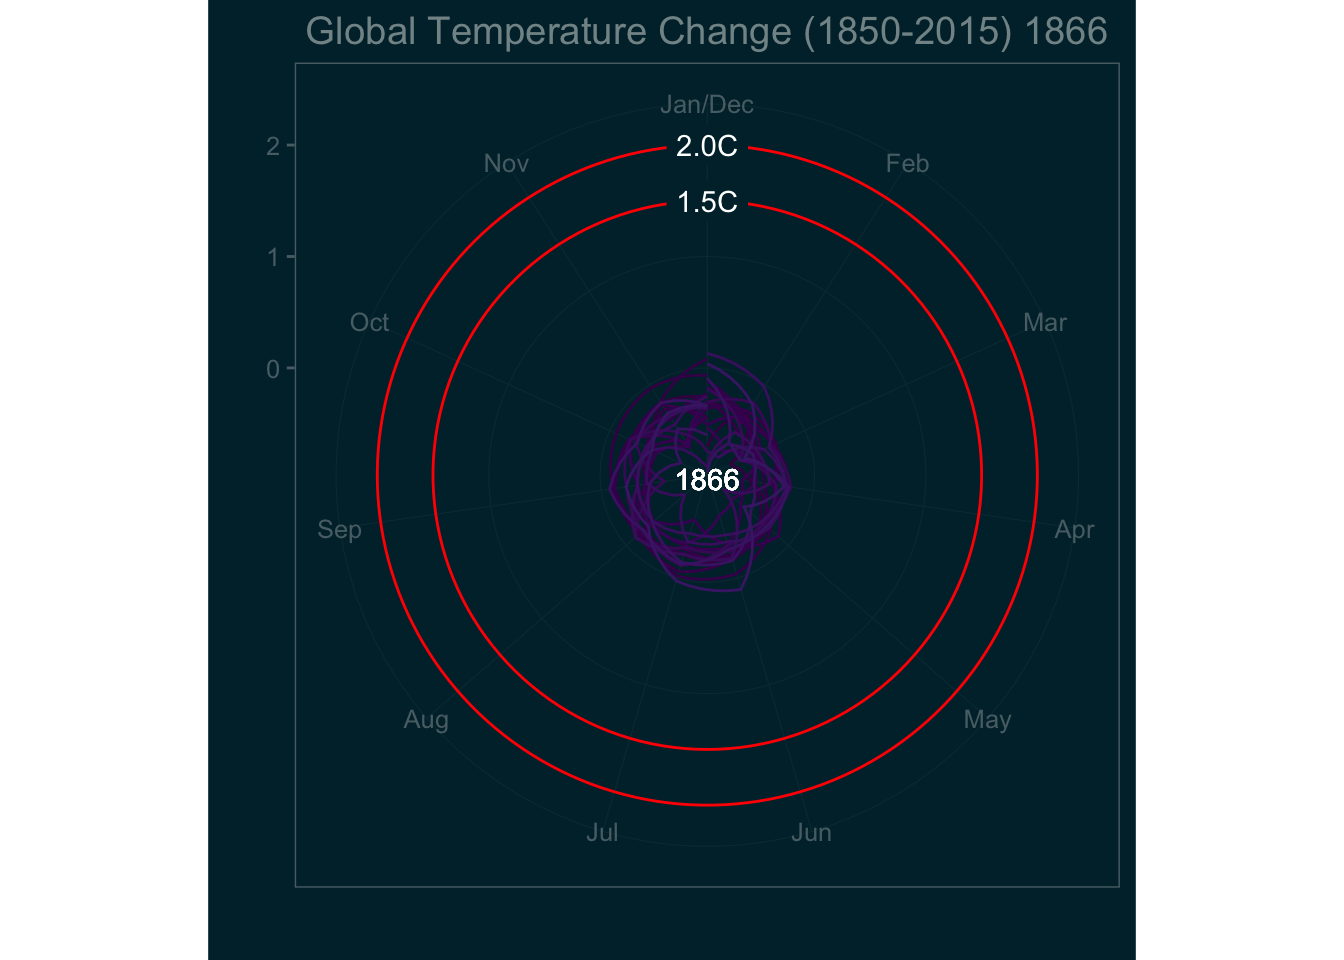 Global Temperature Change (1850-2015) 1866
Jan/Dec
2
2.0C
Nov
Feb
1.5C
1
Oct
Mar
0
1866
Sep
Apr
Aug
May
Jul
Jun